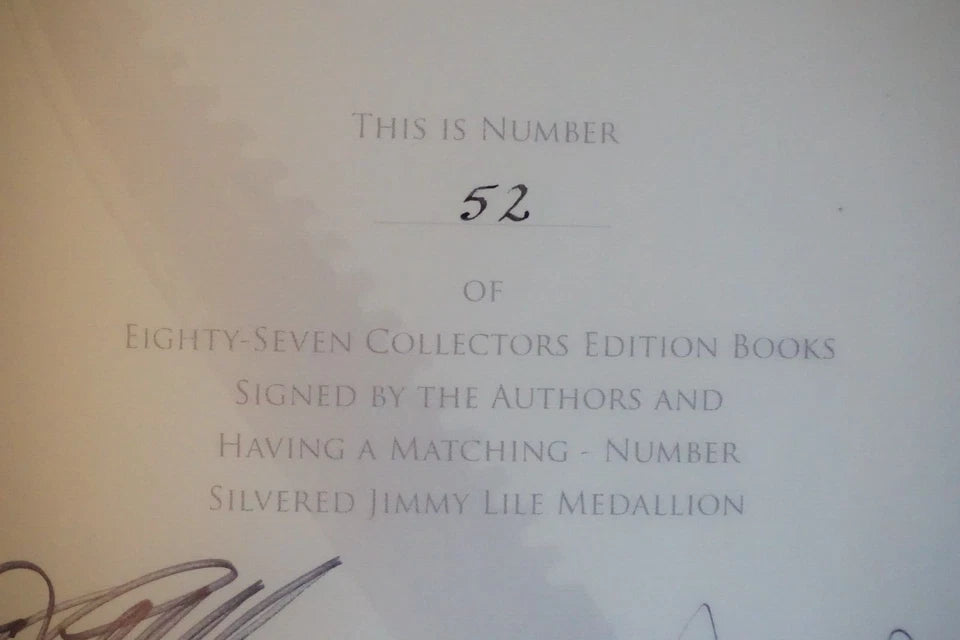 THIS IS NUMBER
52
OF
EIGHTY-SEVEN COLLECTORS EDITION BOOKS
SIGNED BY THE AUTHORS AND
HAVING A MATCHING - NUMBER
SILVERED JIMMY LILE MEDALLION